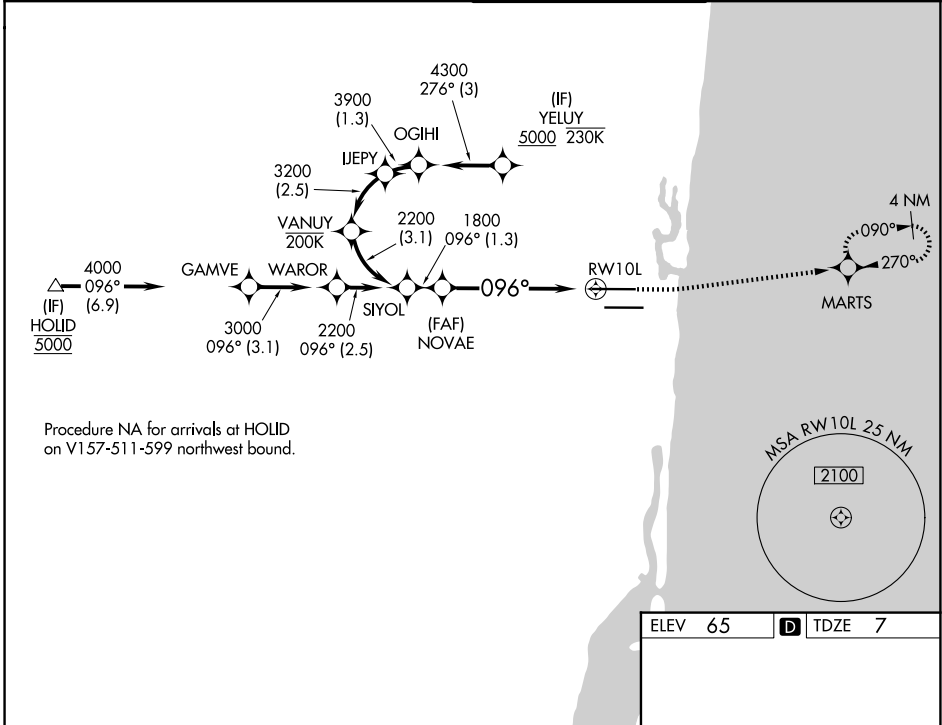 4300
276° (3)
(IF)
YELUY
5000 230K
3900
(1.3)
OGIHI
IJEPY
3200
(2.5)
VANUY
200K
2200
(3.1)
1800
096° (1.3)
4 NM
090°
270°
MARTS
4000
096°
(6.9)
(IF)
HOLID
5000
GAMVE
WAROR
SIYOL
(FAF)
NOVAE
096°
RW10L
3000
096° (3.1)
2200
096° (2.5)
Procedure NA for arrivals at HOLID
on V157-511-599 northwest bound.
MSA RW10L 25 NM
2100
ELEV 65 D TDZE 7